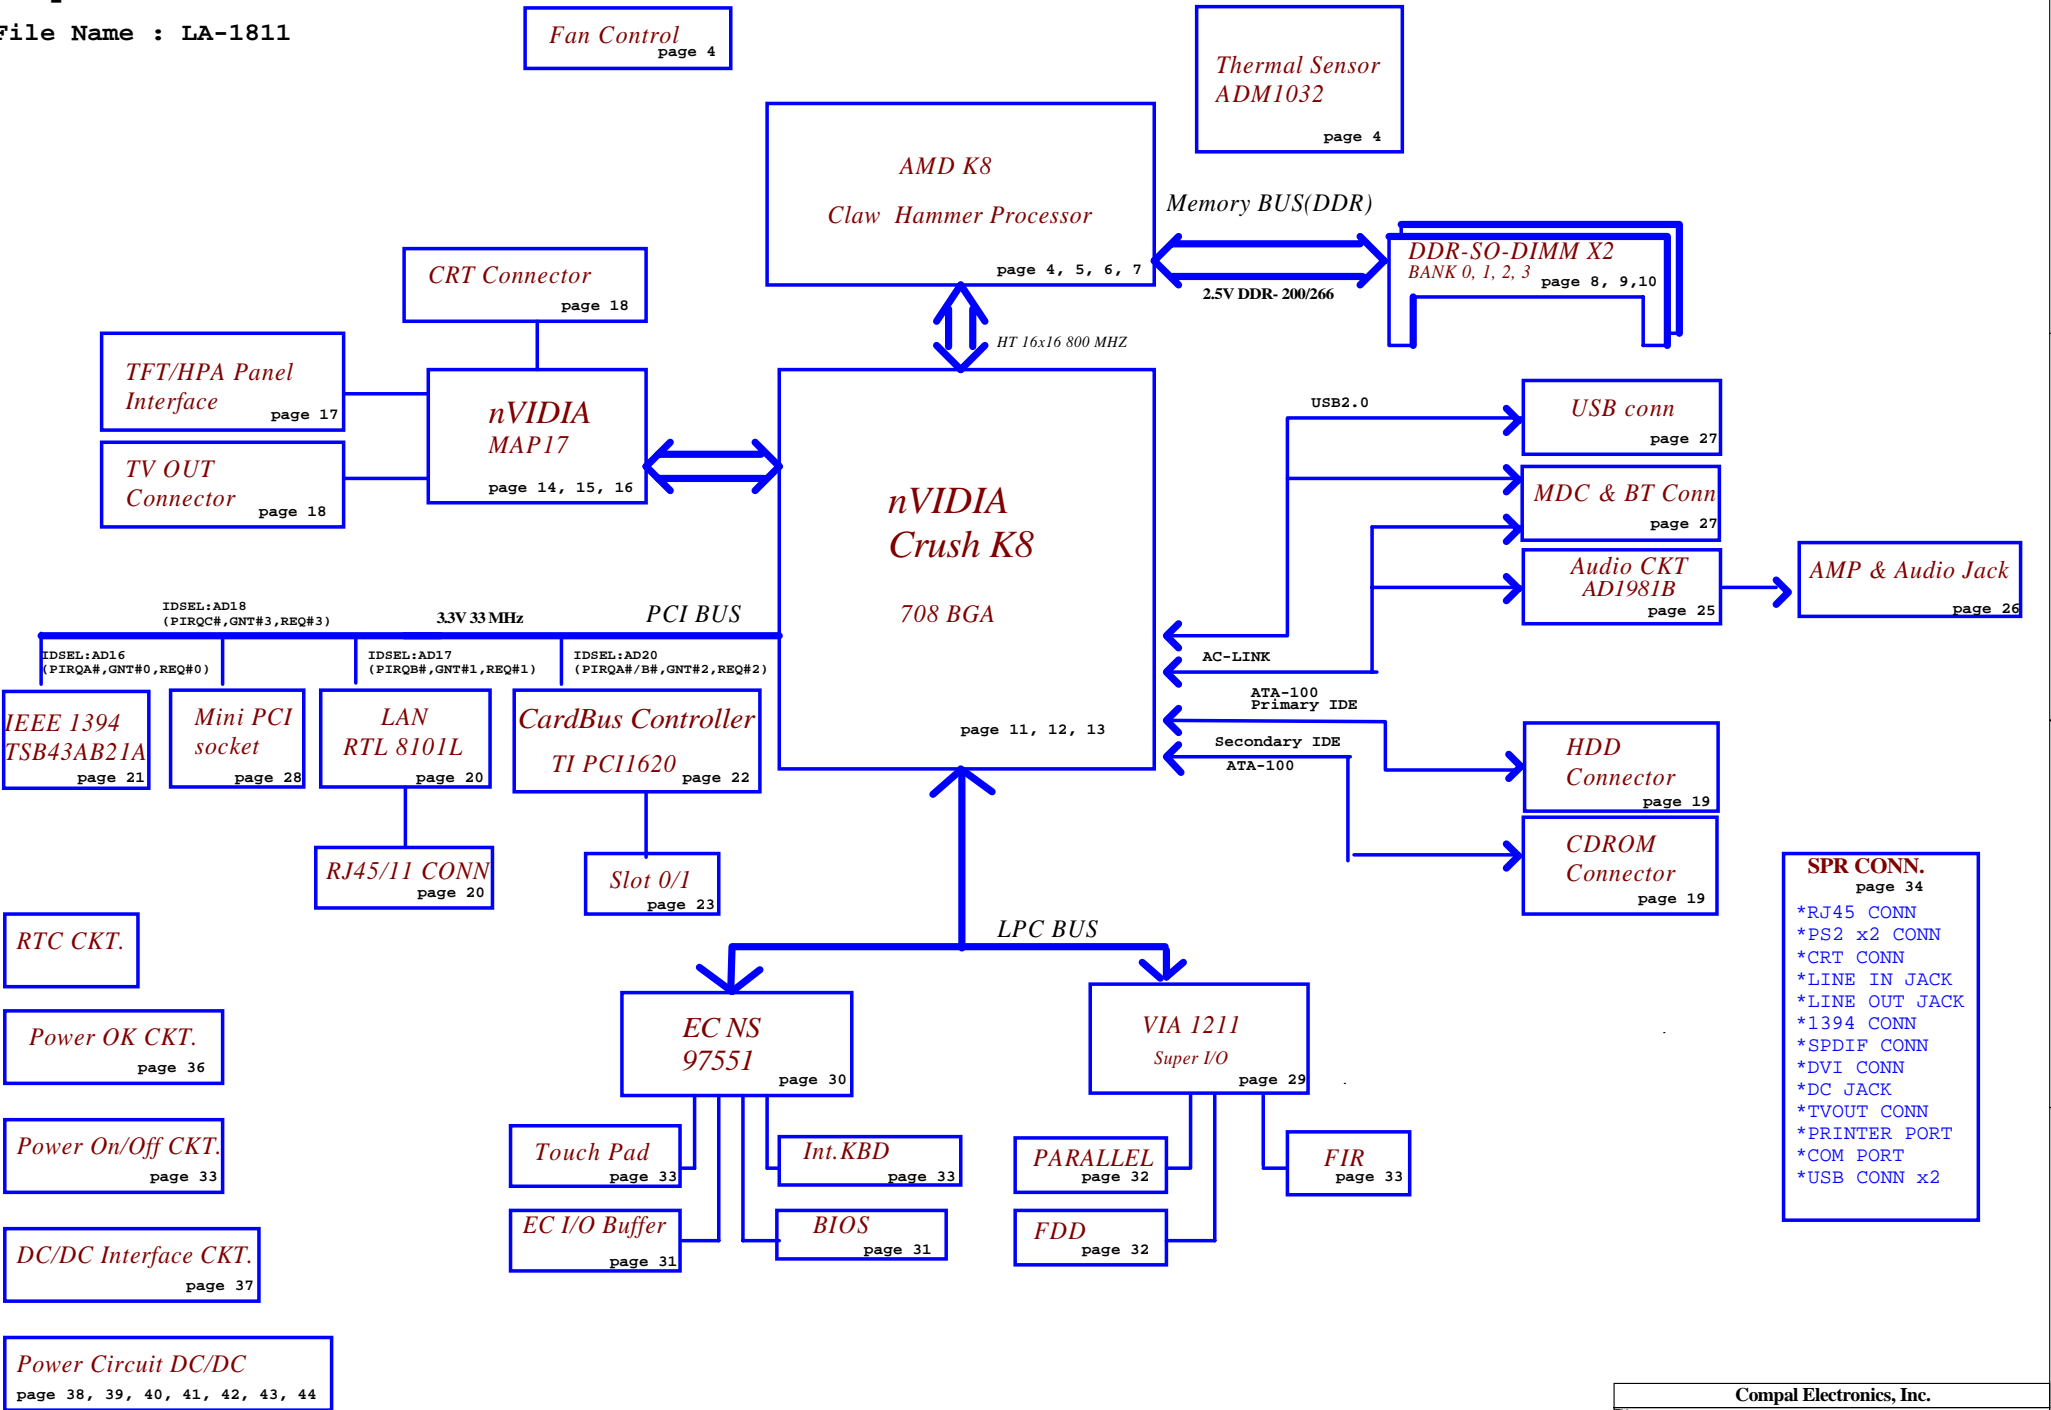 File Name : LA-1811
Fan Control
page 4
Thermal Sensor
ADM1032
page 4
AMD K8
Claw Hammer Processor
page 4, 5, 6, 7
Memory BUS(DDR)
2.5V DDR- 200/266
DDR-SO-DIMM X2
BANK 0, 1, 2, 3
page 8, 9,10
HT 16x16 800 MHZ
CRT Connector
page 18
TFT/HPA Panel
Interface
page 17
TV OUT
Connector
page 18
nVIDIA
MAP17
page 14, 15, 16
nVIDIA
Crush K8
708 BGA
page 11, 12, 13
USB2.0
USB conn
page 27
MDC & BT Conn
page 27
Audio CKT
AD1981B
page 25
AMP & Audio Jack
page 26
AC-LINK
ATA-100
Primary IDE
Secondary IDE
ATA-100
HDD
Connector
page 19
CDROM
Connector
page 19
IDSEL:AD18
(PIRQC#,GNT#3,REQ#3)
3.3V 33 MHz
PCI BUS
IDSEL:AD16
(PIRQA#,GNT#0,REQ#0)
IDSEL:AD17
(PIRQB#,GNT#1,REQ#1)
IDSEL:AD20
(PIRQA#/B#,GNT#2,REQ#2)
IEEE 1394
TSB43AB21A
page 21
Mini PCI
socket
page 28
LAN
RTL 8101L
page 20
CardBus Controller
TI PCI1620
page 22
RJ45/11 CONN
page 20
Slot 0/1
page 23
LPC BUS
EC NS
97551
page 30
VIA 1211
Super I/O
page 29
Touch Pad
page 33
Int.KBD
page 33
EC I/O Buffer
page 31
BIOS
page 31
PARALLEL
page 32
FIR
page 33
FDD
page 32
RTC CKT.
Power OK CKT.
page 36
Power On/Off CKT.
page 33
DC/DC Interface CKT.
page 37
Power Circuit DC/DC
page 38, 39, 40, 41, 42, 43, 44
SPR CONN.
page 34
*RJ45 CONN
*PS2 x2 CONN
*CRT CONN
*LINE IN JACK
*LINE OUT JACK
*1394 CONN
*SPDIF CONN
*DVI CONN
*DC JACK
*TVOUT CONN
*PRINTER PORT
*COM PORT
*USB CONN x2
Compal Electronics, Inc.